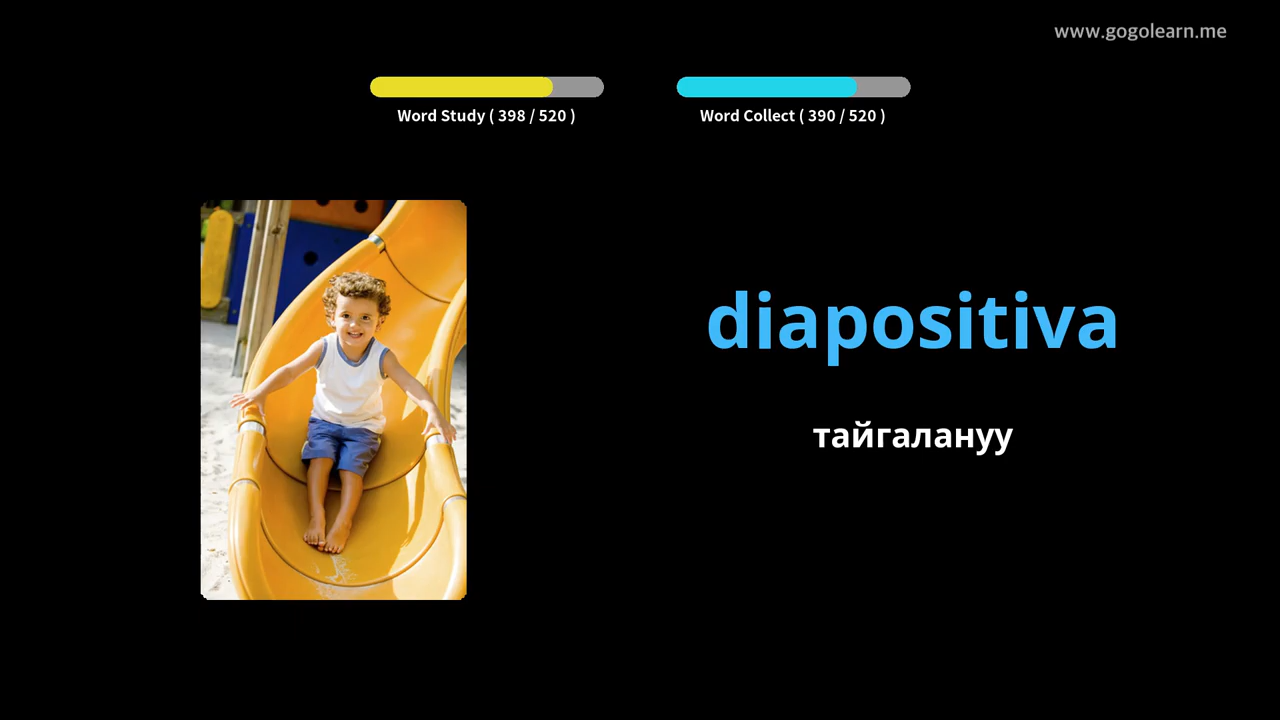 www.gogolearn.me
Word Study ( 398 / 520 )
Word Collect ( 390 / 520 )
diapositiva
тайгалануу